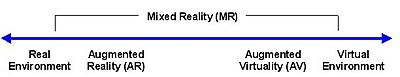 Mixed Reality (MR)
Real Augmented Augmented Virtual
Environment Reality (AR) Virtuality (AV) Environment